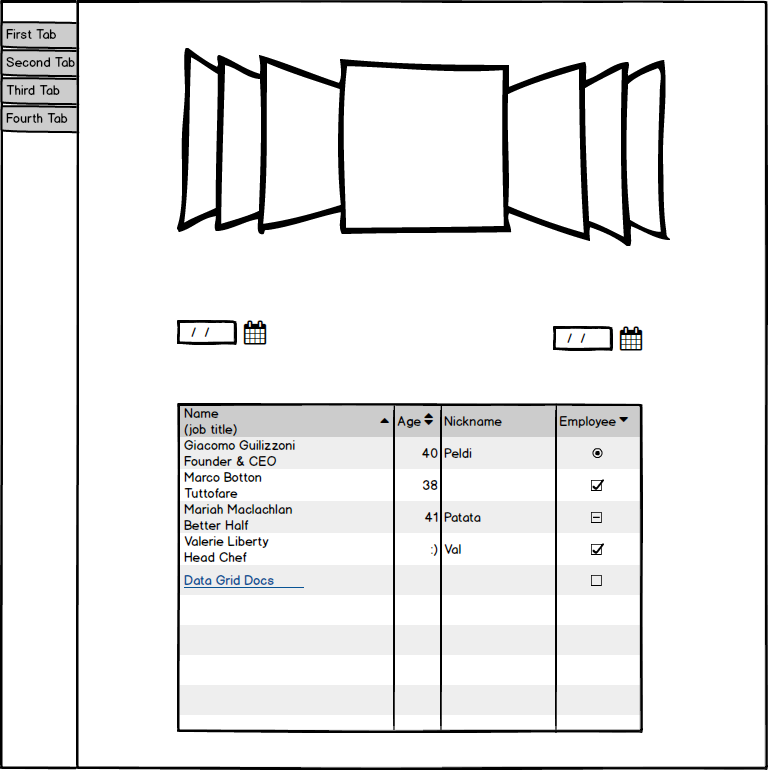 First Tab
Second Tab
Third Tab
Fourth Tab
/ /
/ /
Name
(job title)
Age
Nickname
Employee
Giacomo Guilizzoni
Founder & CEO
40
Peldi
Marco Botton
Tuttofare
38
Mariah Maclachlan
Better Half
41
Patata
Valerie Liberty
Head Chef
:)
Val
Data Grid Docs